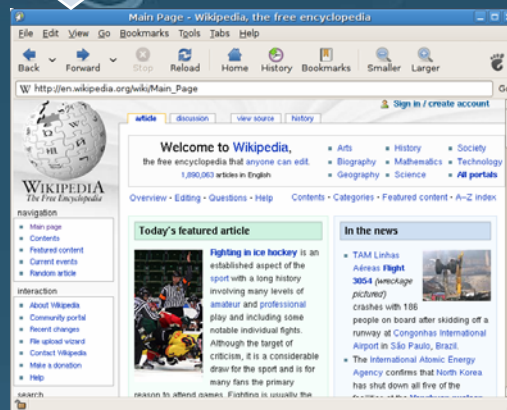 Main Page - Wikipedia, the free encyclopedia
File Edit View Go Bookmarks Tools Tabs Help
Back Forward Stop Reload Home History Bookmarks Smaller Larger
W http://en.wikipedia.org/wiki/Main_Page
Sign in / create account
article discussion view source history
WIKIPEDIA
The Free Encyclopedia
navigation
Main page
Contents
Featured content
Current events
Random article
interaction
About Wikipedia
Community portal
Recent changes
File upload wizard
Contact Wikipedia
Make a donation
Help
search
Welcome to Wikipedia,
the free encyclopedia that anyone can edit.
1,890,063 articles in English
Arts
Biography
Geography
History
Mathematics
Science
Society
Technology
All portals
Overview · Editing · Questions · Help
Contents · Categories · Featured content · A–Z index
Today's featured article
Fighting in ice hockey is an
established aspect of the
sport with a long history
involving many levels of
amateur and professional
play and including some
notable individual fights.
Although the target of
criticism, it is a considerable
draw for the sport and is for
many fans the primary
reason to attend games. Fighting is usually the
In the news
TAM Linhas
Aéreas Flight
3054 (wreckage
pictured)
crashes with 186
people on board after skidding off a
runway at Congonhas International
Airport in São Paulo, Brazil.
The International Atomic Energy
Agency confirms that North Korea
has shut down all five of the
facilities at the